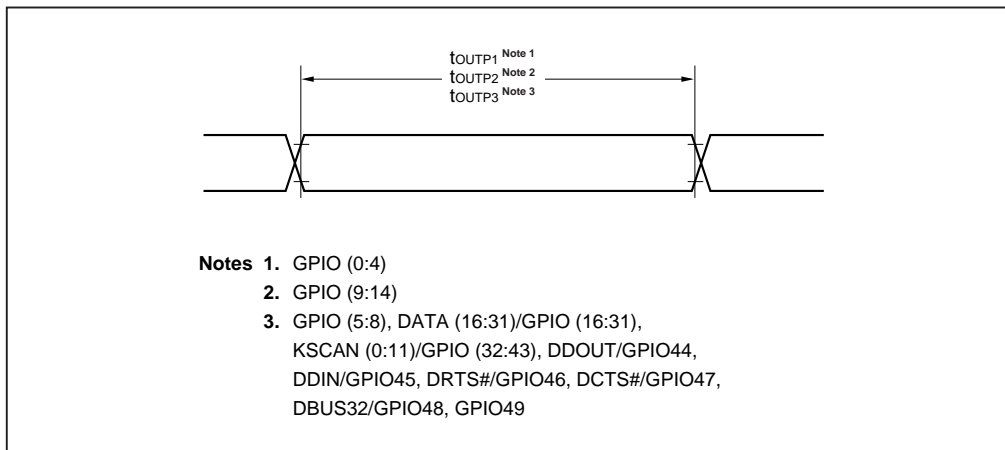 tOUTP1 Note 1
tOUTP2 Note 2
tOUTP3 Note 3
Notes 1. GPIO (0:4)
2. GPIO (9:14)
3. GPIO (5:8), DATA (16:31)/GPIO (16:31),
KSCAN (0:11)/GPIO (32:43), DDOUT/GPIO44,
DDIN/GPIO45, DRTS#/GPIO46, DCTS#/GPIO47,
DBUS32/GPIO48, GPIO49